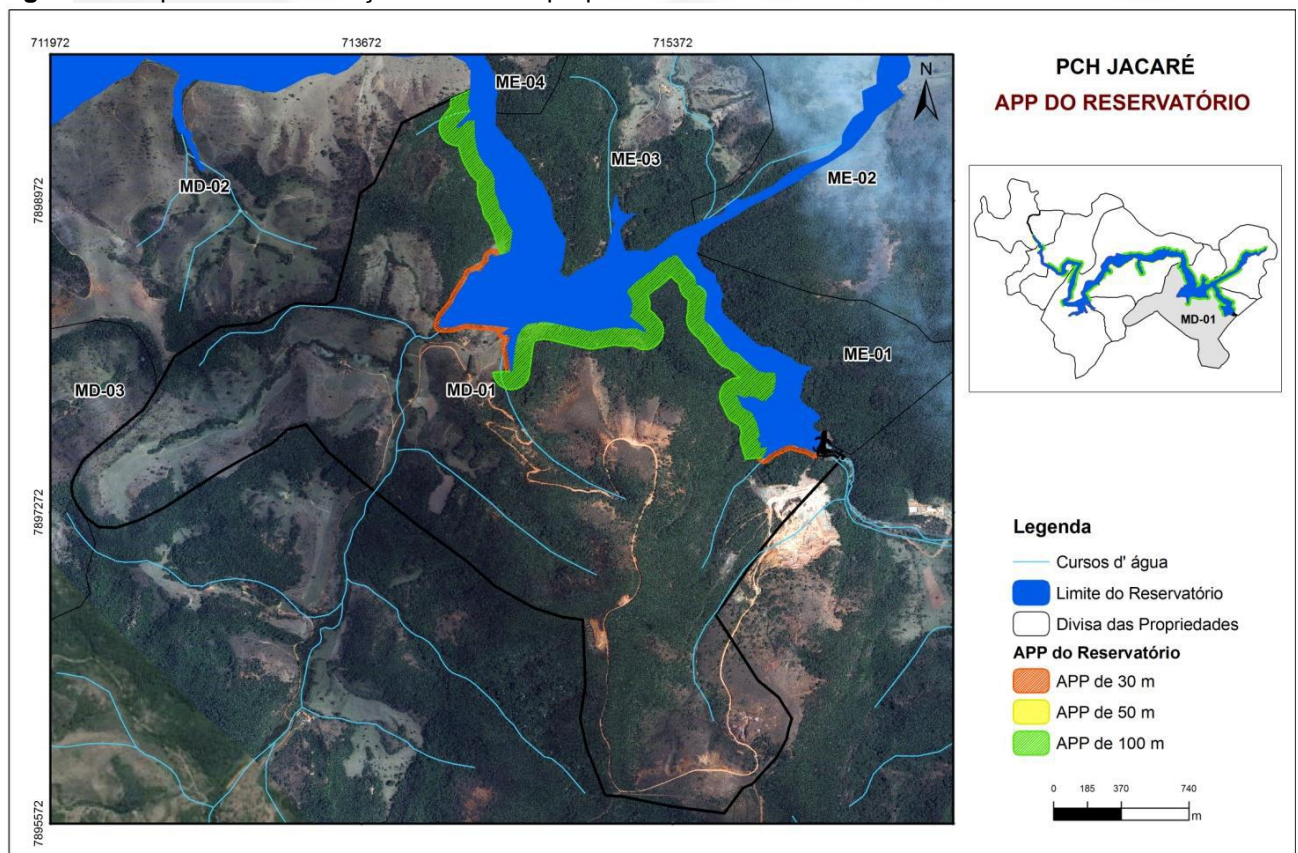 711972
713672
715372
7898972
7897272
7895572
ME-04
ME-03
ME-02
MD-02
ME-01
MD-03
MD-01
N
PCH JACARÉ
APP DO RESERVATÓRIO
MD-01
Legenda
Cursos d' água
Limite do Reservatório
Divisa das Propriedades
APP do Reservatório
APP de 30 m
APP de 50 m
APP de 100 m
0 185 370 740
m